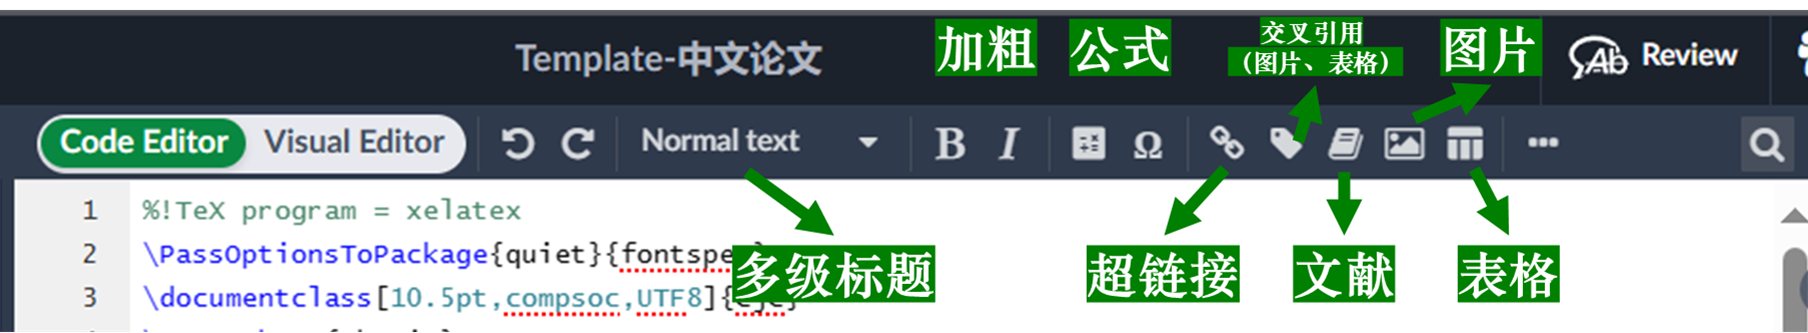 Template-中文论文
加粗
公式
交叉引用
（图片、表格）
图片
Review
Code Editor
Visual Editor
Normal text
B
I
Ω
1
%!TeX program = xelatex
2
\PassOptionsToPackage{quiet}{fontspe
3
\documentclass[10.5pt,compsoc,UTF8]{cjc}
多级标题
超链接
文献
表格